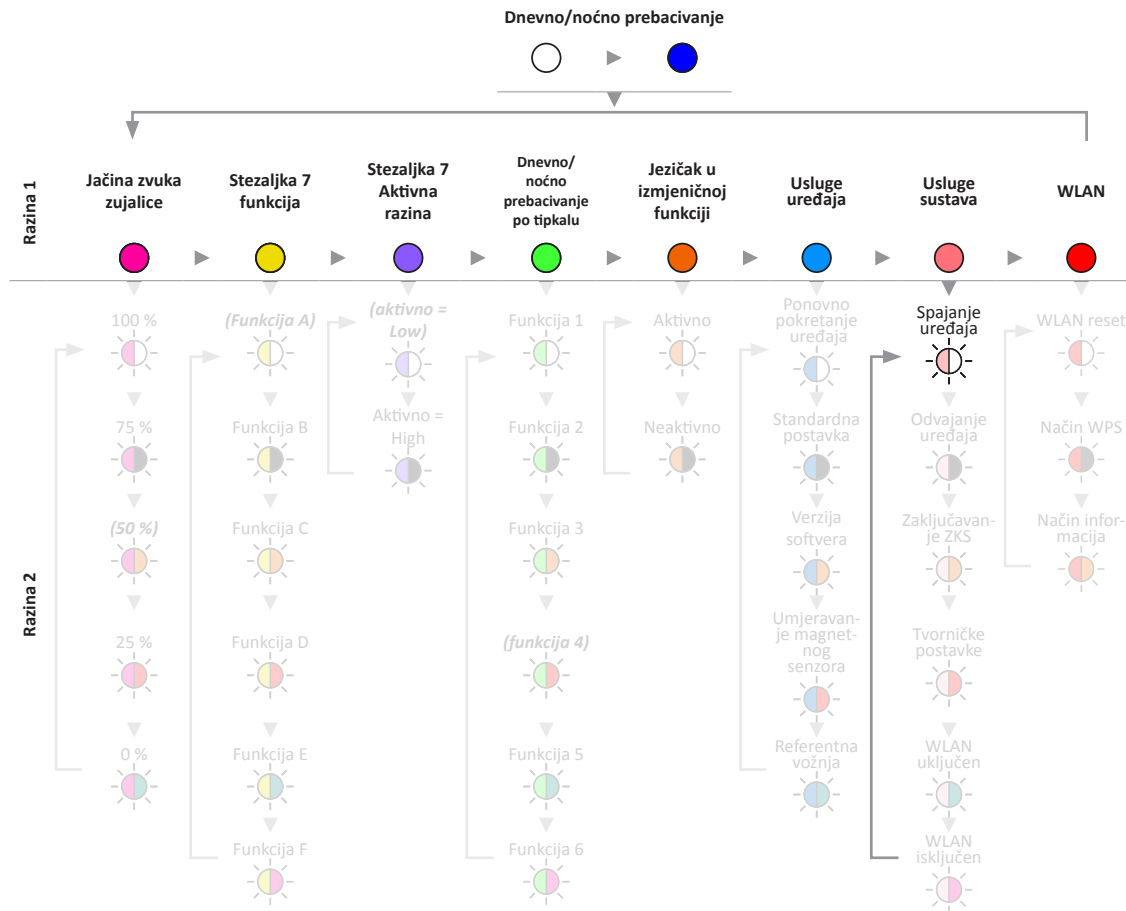 Dnevno/noćno prebacivanje
Razina 1
Jačina zvuka
zujalice
Stezaljka 7
funkcija
Stezaljka 7
Aktivna
razina
Dnevno/
noćno
prebacivanje
po tipkalu
Jezičak u
izmjeničnoj
funkciji
Usluge
uređaja
Usluge
sustava
WLAN
Razina 2
100 %
75 %
(50 %)
25 %
0 %
(Funkcija A)
Funkcija B
Funkcija C
Funkcija D
Funkcija E
Funkcija F
(aktivno =
Low)
Aktivno =
High
Funkcija 1
Funkcija 2
Funkcija 3
(funkcija 4)
Funkcija 5
Funkcija 6
Aktivno
Neaktivno
Ponovno
pokretanje
uređaja
Standardna
postavka
Verzija
softvera
Umjeravan-
je magnet-
nog
senzora
Referentna
vožnja
Spajanje
uređaja
Odvajanje
uređaja
Zaključavan-
je ZKS
Tvorničke
postavke
WLAN
uključen
WLAN
isključen
WLAN reset
Način WPS
Način infor-
macija